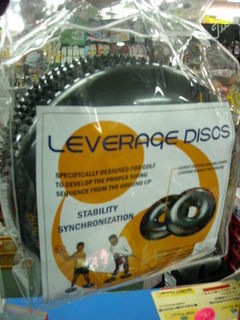 LEVERAGE DISCS
SPECIFICALLY DESIGNED FOR GOLF
TO DEVELOP THE PROPER SWING
SEQUENCE FROM THE GROUND UP
STABILITY
SYNCHRONIZATION